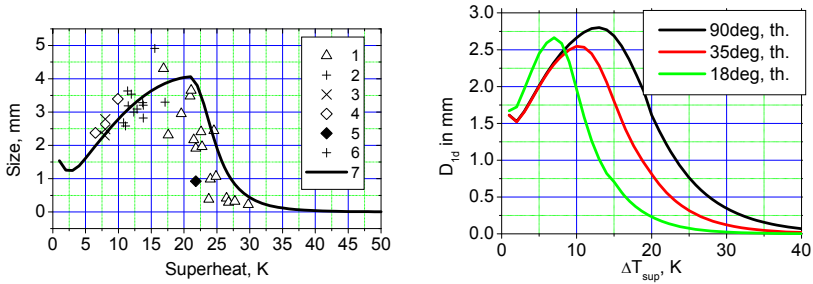 5
4
3
2
1
0
0 5 10 15 20 25 30 35 40 45 50
Size, mm
Superheat, K
1
2
3
4
5
6
7
3.0
2.5
2.0
1.5
1.0
0.5
0.0
0 10 20 30 40
D1d in mm
ΔTsup, K
90deg, th.
35deg, th.
18deg, th.